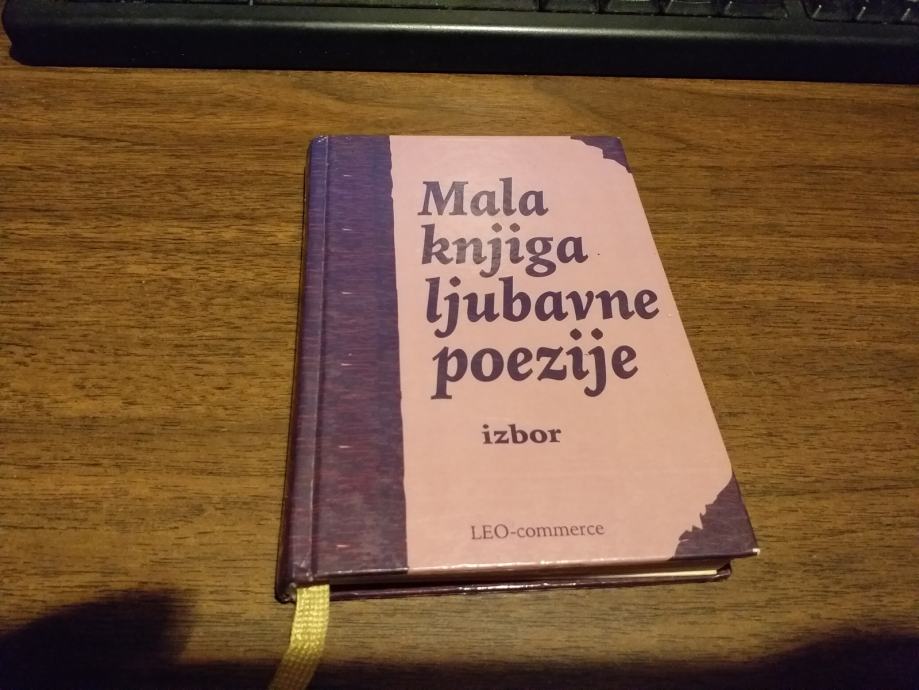 Mala
knjiga
ljubavne
poezije
izbor
LEO-commerce